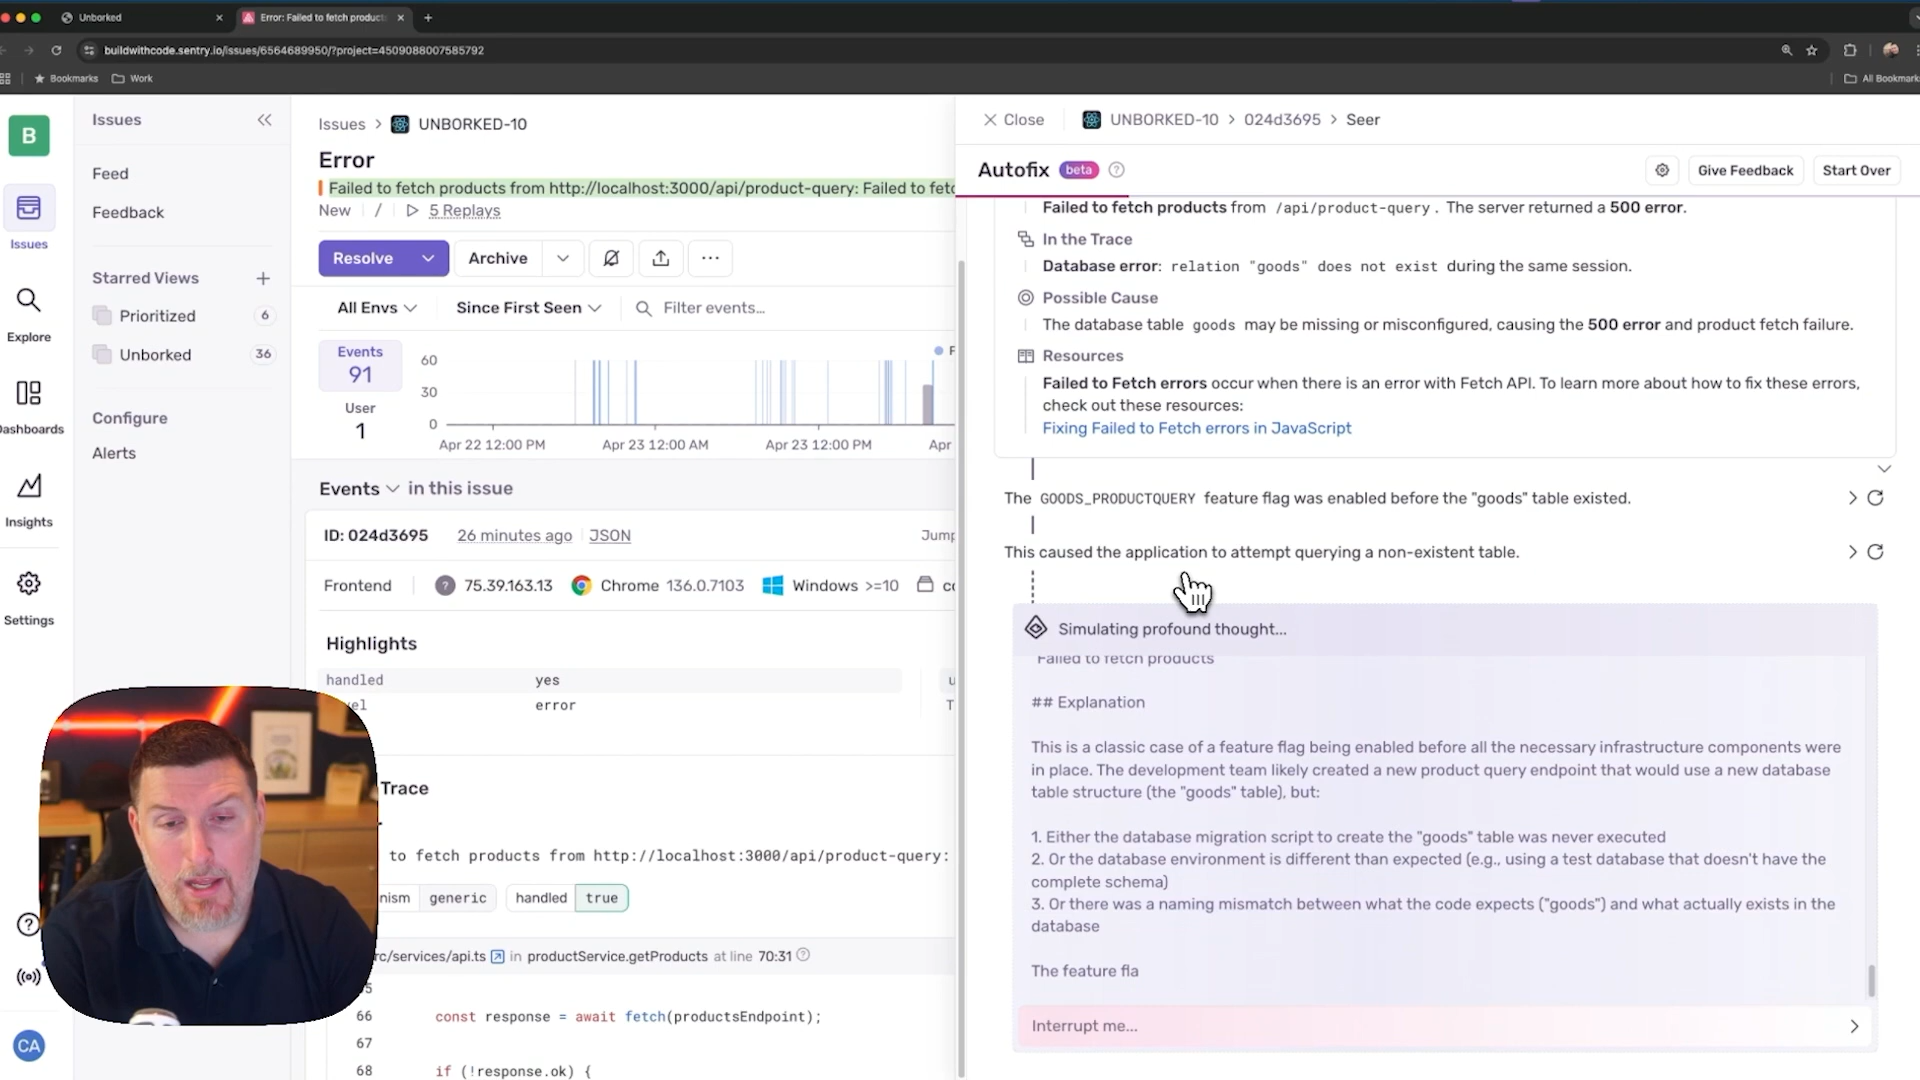 Unborked
Error: Failed to fetch product
buildwithcode.sentry.io/issues/6564689950/?project=4509088007585792
Bookmarks
Work
All Bookmarks
B
Issues
Explore
Dashboards
Insights
Settings
CA
Issues
Feed
Feedback
Starred Views
Prioritized 6
Unborked 36
Configure
Alerts
Issues > UNBORKED-10
Error
Failed to fetch products from http://localhost:3000/api/product-query: Failed to fetc
New / 5 Replays
Resolve
Archive
All Envs
Since First Seen
Filter events...
Events
91
User
1
60
30
0
Apr 22 12:00 PM
Apr 23 12:00 AM
Apr 23 12:00 PM
Apr
Events in this issue
ID: 024d3695 26 minutes ago JSON
Jump
Frontend 75.39.163.13 Chrome 136.0.7103 Windows >=10
Highlights
handled yes
error
Trace
to fetch products from http://localhost:3000/api/product-query:
nism generic handled true
rc/services/api.ts in productService.getProducts at line 70:31
66 const response = await fetch(productsEndpoint);
67
68 if (!response.ok) {
Close UNBORKED-10 > 024d3695 > Seer
Autofix beta
Give Feedback
Start Over
Failed to fetch products from /api/product-query. The server returned a 500 error.
In the Trace
Database error: relation "goods" does not exist during the same session.
Possible Cause
The database table goods may be missing or misconfigured, causing the 500 error and product fetch failure.
Resources
Failed to Fetch errors occur when there is an error with Fetch API. To learn more about how to fix these errors,
check out these resources:
Fixing Failed to Fetch errors in JavaScript
The GOODS_PRODUCTQUERY feature flag was enabled before the "goods" table existed.
This caused the application to attempt querying a non-existent table.
Simulating profound thought...
Failed to fetch products
## Explanation
This is a classic case of a feature flag being enabled before all the necessary infrastructure components were
in place. The development team likely created a new product query endpoint that would use a new database
table structure (the "goods" table), but:
1. Either the database migration script to create the "goods" table was never executed
2. Or the database environment is different than expected (e.g., using a test database that doesn't have the
complete schema)
3. Or there was a naming mismatch between what the code expects ("goods") and what actually exists in the
database
The feature fla
Interrupt me...